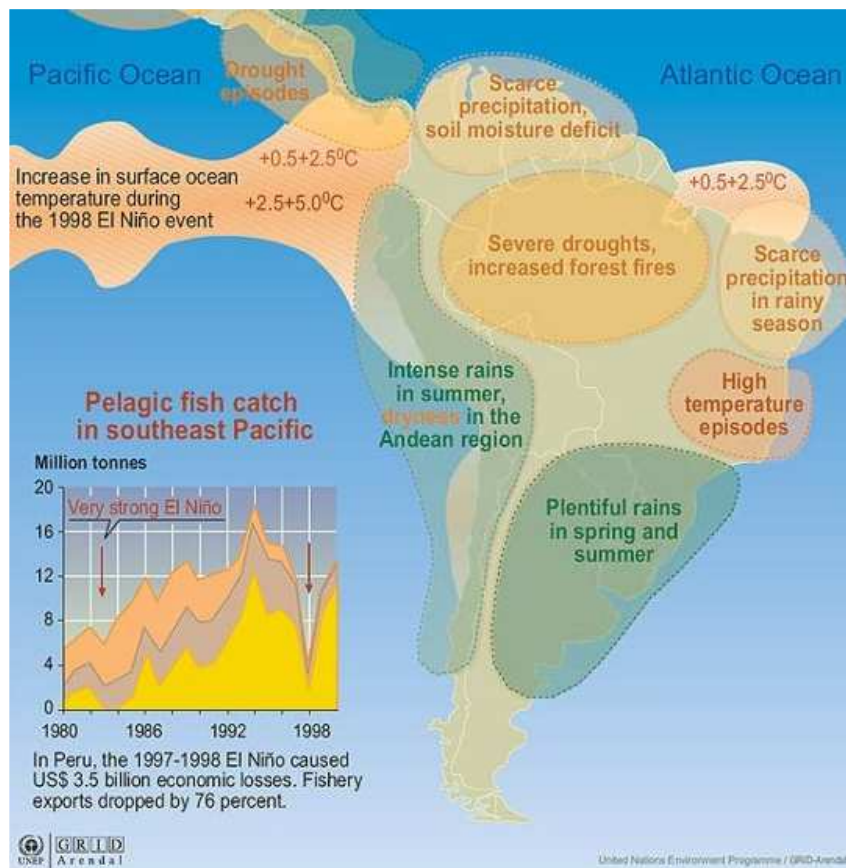 Pacific Ocean
Drought
episodes
Scarce
precipitation,
soil moisture deficit
Atlantic Ocean
Increase in surface ocean
temperature during
the 1998 El Niño event
+0.5+2.5⁰C
+2.5+5.0⁰C
+0.5+2.5⁰C
Severe droughts,
increased forest fires
Scarce
precipitation
in rainy
season
Intense rains
in summer,
dryness in the
Andean region
High
temperature
episodes
Plentiful rains
in spring and
summer
Pelagic fish catch
in southeast Pacific
Million tonnes
20
16
12
8
4
0
Very strong El Niño
1980
1986
1992
1998
In Peru, the 1997-1998 El Niño caused
US$ 3.5 billion economic losses. Fishery
exports dropped by 76 percent.
UNEP
GRID
Arendal
United Nations Environment Programme / GRID-Arendal